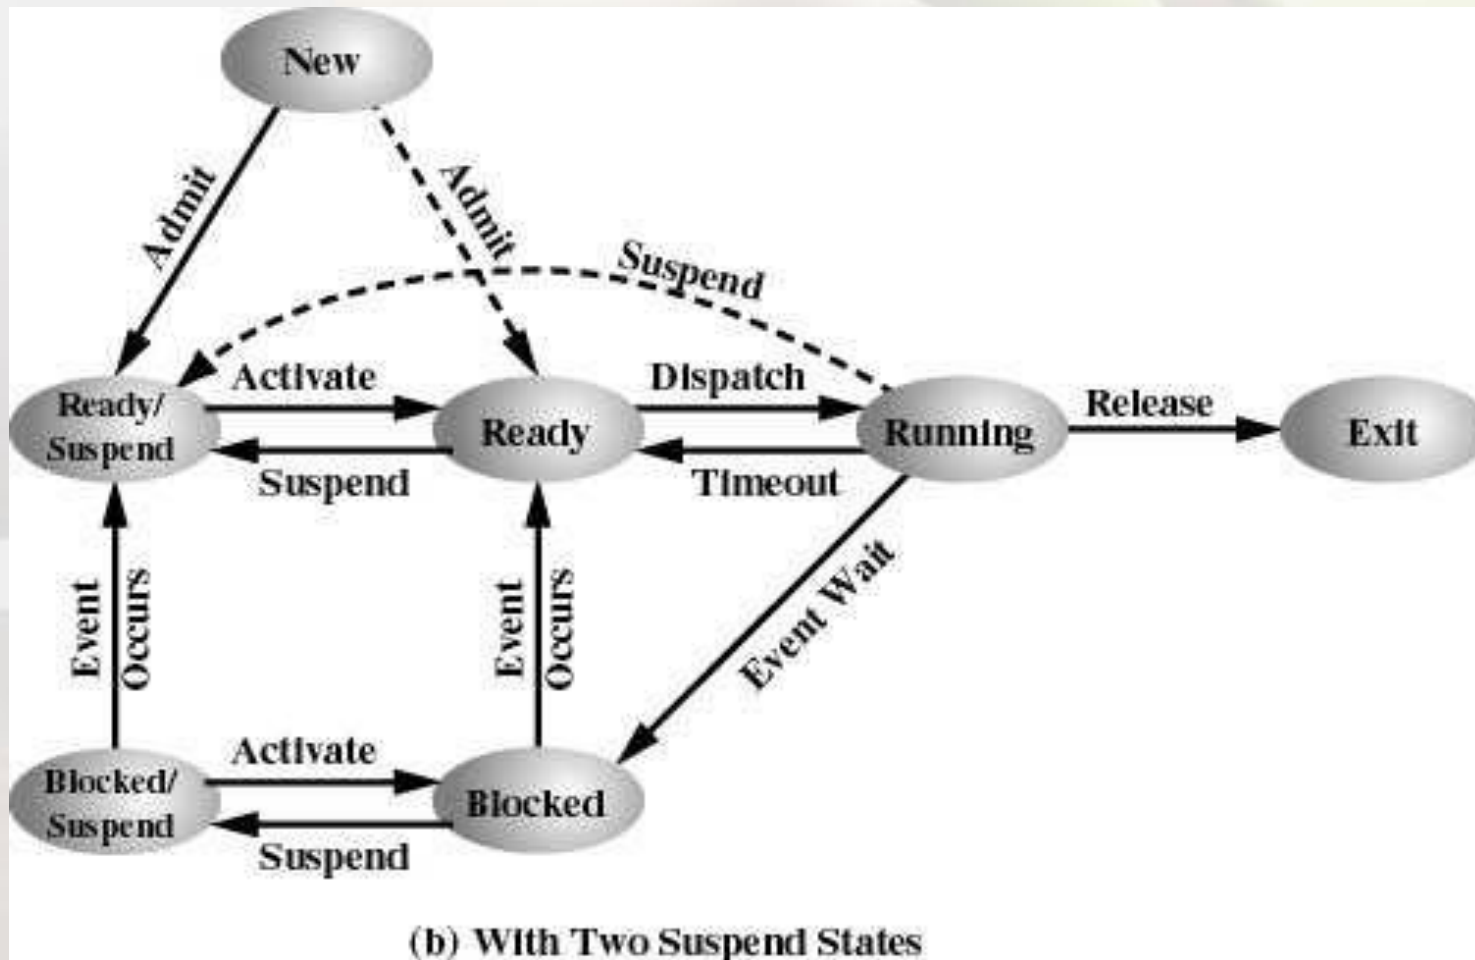 New
Admit
Admit
Suspend
Ready/
Suspend
Activate
Suspend
Ready
Dispatch
Timeout
Running
Release
Exit
Event
Occurs
Event
Occurs
Event Wait
Blocked/
Suspend
Activate
Suspend
Blocked
(b) With Two Suspend States